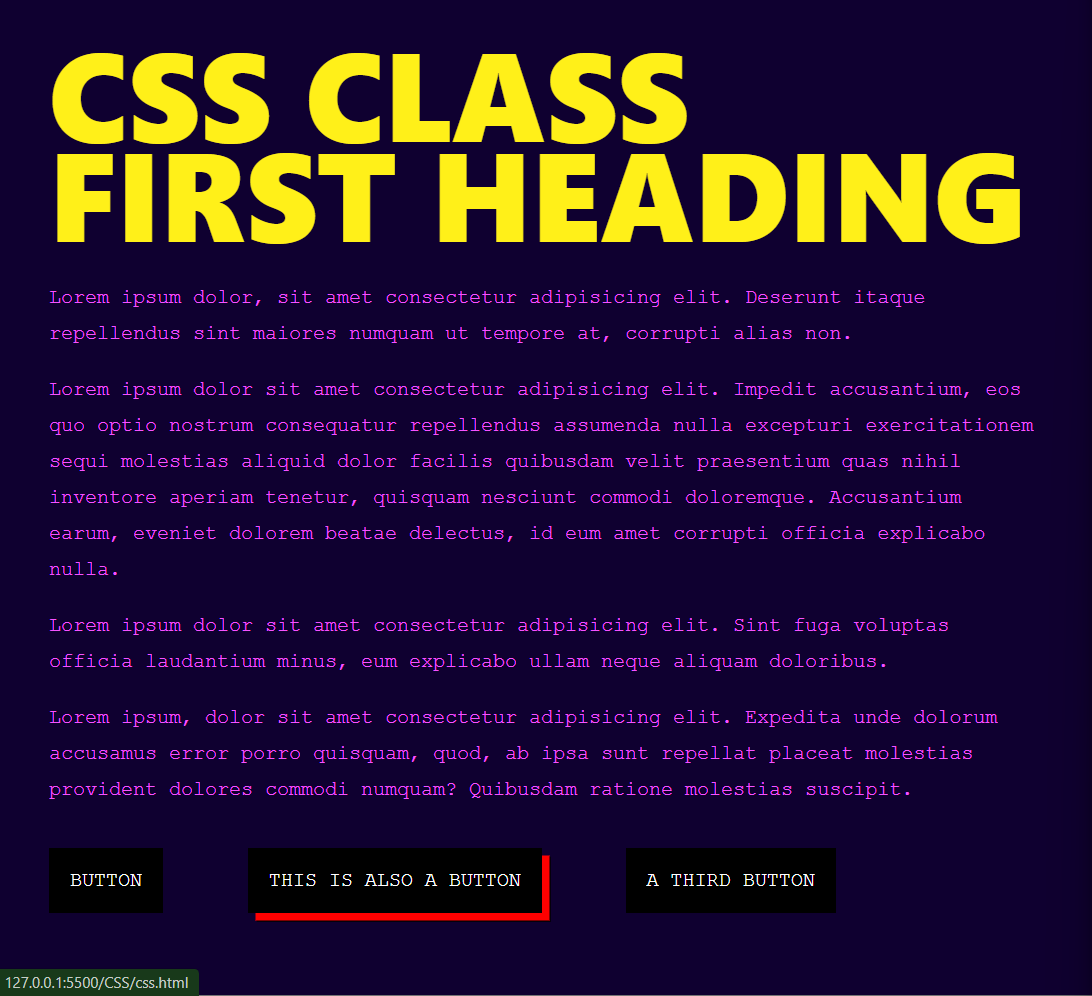 CSS CLASS
FIRST HEADING
Lorem ipsum dolor, sit amet consectetur adipisicing elit. Deserunt itaque
repellendus sint maiores numquam ut tempore at, corrupti alias non.
Lorem ipsum dolor sit amet consectetur adipisicing elit. Impedit accusantium, eos
quo optio nostrum consequatur repellendus assumenda nulla excepturi exercitationem
sequi molestias aliquid dolor facilis quibusdam velit praesentium quas nihil
inventore aperiam tenetur, quisquam nesciunt commodi doloremque. Accusantium
earum, eveniet dolorem beatae delectus, id eum amet corrupti officia explicabo
nulla.
Lorem ipsum dolor sit amet consectetur adipisicing elit. Sint fuga voluptas
officia laudantium minus, eum explicabo ullam neque aliquam doloribus.
Lorem ipsum, dolor sit amet consectetur adipisicing elit. Expedita unde dolorum
accusamus error porro quisquam, quod, ab ipsa sunt repellat placeat molestias
provident dolores commodi numquam? Quibusdam ratione molestias suscipit.
BUTTON THIS IS ALSO A BUTTON A THIRD BUTTON
127.0.0.1:5500/CSS/css.html